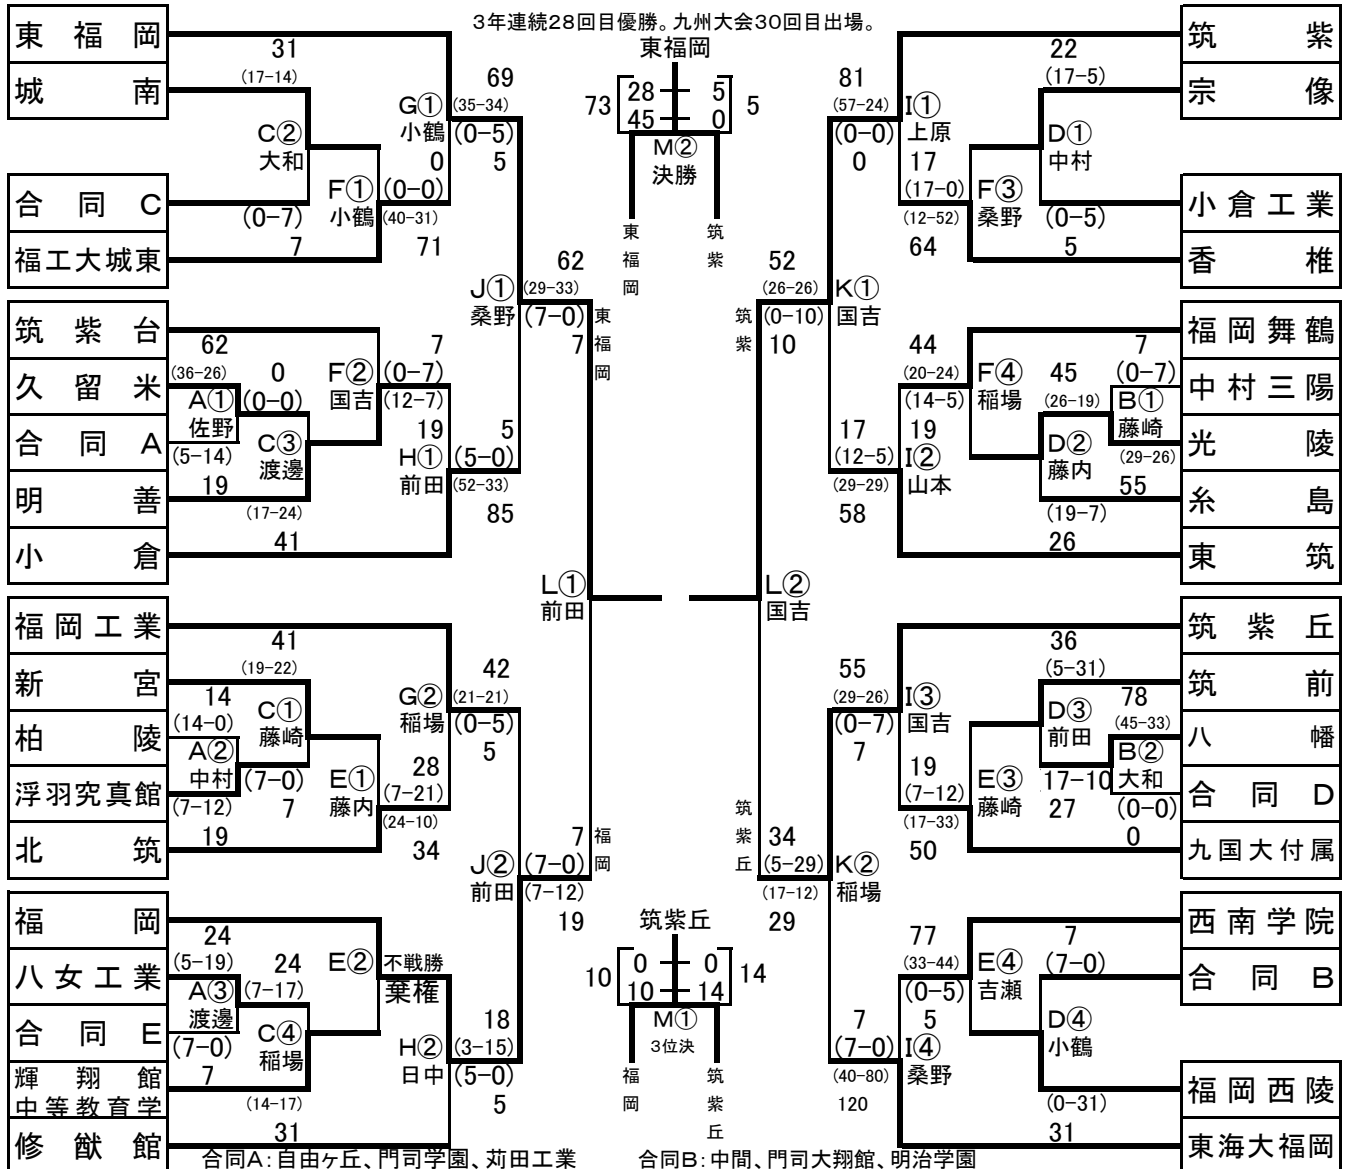 3年連続28回目優勝。九州大会30回目出場。
東福岡
73 28 5 5
45 0
M②
決勝
東福岡
筑紫
東福岡
城南
合同C
福工大城東
31
(17-14)
C②
大和
(0-7)
7
F①
小鶴
0
(0-0)
(40-31)
71
G①
小鶴
69
(35-34)
(0-5)
5
筑紫台
久留米
合同A
明善
小倉
62
(36-26)
A①
佐野
(5-14)
19
0
(0-0)
C③
渡邊
(17-24)
41
F②
国吉
7
(0-7)
(12-7)
19
H①
前田
5
(5-0)
(52-33)
85
J①
桑野
62
(29-33)
(7-0)
7
東福岡
福岡工業
新宮
柏陵
浮羽究真館
北筑
41
(19-22)
14
(14-0)
A②
中村
(7-12)
19
C①
藤崎
(7-0)
7
E①
藤内
28
(7-21)
(24-10)
34
G②
稲場
42
(21-21)
(0-5)
5
福岡
八女工業
合同E
輝翔館
中等教育学
修猷館
24
(5-19)
A③
渡邊
(7-0)
7
24
(7-17)
C④
稲場
(14-17)
31
E②
不戦勝
棄権
H②
日中
18
(3-15)
(5-0)
5
J②
前田
7
(7-0)
(7-12)
19
福岡
L①
前田
筑紫丘
10 0 0 14
10 14
M①
3位決
福岡
筑紫丘
筑紫
宗像
小倉工業
香椎
22
(17-5)
D①
中村
(0-5)
5
F③
桑野
17
(17-0)
(12-52)
64
I①
上原
81
(57-24)
(0-0)
0
福岡舞鶴
中村三陽
光陵
糸島
東筑
7
(0-7)
B①
藤崎
(29-26)
55
45
(26-19)
D②
藤内
(19-7)
26
F④
稲場
44
(20-24)
(14-5)
19
I②
山本
17
(12-5)
(29-29)
58
K①
国吉
52
(26-26)
(0-10)
10
筑紫
L②
国吉
筑紫丘
筑前
八幡
合同D
九国大付属
36
(5-31)
D③
前田
17-10
27
78
(45-33)
B②
大和
(0-0)
0
E③
藤崎
19
(7-12)
(17-33)
50
I③
国吉
55
(29-26)
(0-7)
7
西南学院
合同B
福岡西陵
東海大福岡
7
(7-0)
D④
小鶴
(0-31)
31
E④
吉瀬
77
(33-44)
(0-5)
5
I④
桑野
7
(7-0)
(40-80)
120
K②
稲場
34
(5-29)
(17-12)
29
筑紫丘
合同A：自由ヶ丘、門司学園、苅田工業
合同B：中間、門司大翔館、明治学園